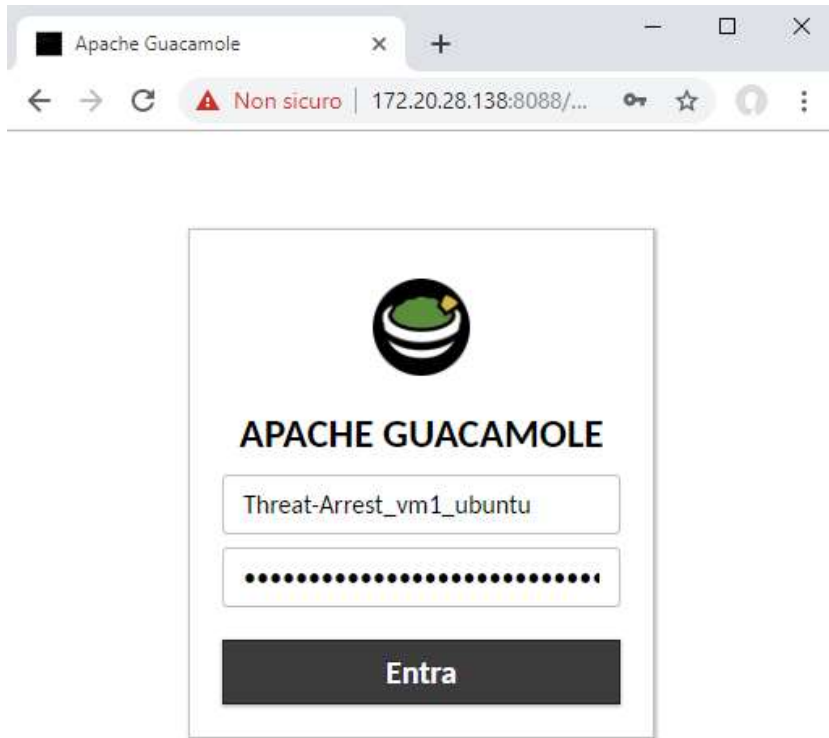 Apache Guacamole
Non sicuro | 172.20.28.138:8088/...
APACHE GUACAMOLE
Threat-Arrest_vm1_ubuntu
••••••••••••••••••••••••••••
Entra